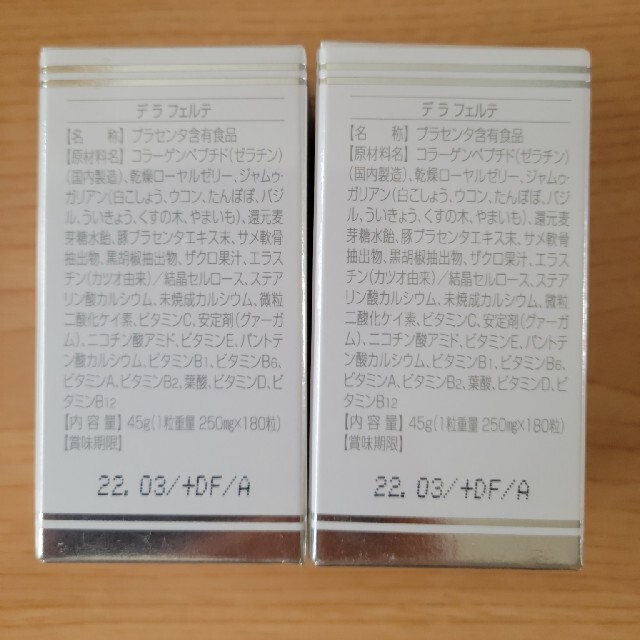 デラフェルテ
【名　　称】プラセンタ含有食品
【原材料名】コラーゲンペプチド(ゼラチン)
(国内製造)、乾燥ローヤルゼリー、ジャムゥ・
ガリアン(白こしょう、ウコン、たんぽぽ、バジ
ル、ういきょう、くすの木、やまいも)、還元麦
芽糖水飴、豚プラセンタエキス末、サメ軟骨
抽出物、黒胡椒抽出物、ザクロ果汁、エラス
チン(カツオ由来)/結晶セルロース、ステア
リン酸カルシウム、未焼成カルシウム、微粒
二酸化ケイ素、ビタミンC、安定剤(グァーガ
ム)、ニコチン酸アミド、ビタミンE、パントテ
ン酸カルシウム、ビタミンB1、ビタミンB6、
ビタミンA、ビタミンB2、葉酸、ビタミンD、ビ
タミンB12
【内 容 量】45g(1粒重量 250mg×180粒)
【賞味期限】
22. 03/+DF/A
デラフェルテ
【名　　称】プラセンタ含有食品
【原材料名】コラーゲンペプチド(ゼラチン)
(国内製造)、乾燥ローヤルゼリー、ジャムゥ・
ガリアン(白こしょう、ウコン、たんぽぽ、バジ
ル、ういきょう、くすの木、やまいも)、還元麦
芽糖水飴、豚プラセンタエキス末、サメ軟骨
抽出物、黒胡椒抽出物、ザクロ果汁、エラス
チン(カツオ由来)/結晶セルロース、ステア
リン酸カルシウム、未焼成カルシウム、微粒
二酸化ケイ素、ビタミンC、安定剤(グァーガ
ム)、ニコチン酸アミド、ビタミンE、パントテン
酸カルシウム、ビタミンB1、ビタミンB6、ビ
タミンA、ビタミンB2、葉酸、ビタミンD、ビタ
ミンB12
【内 容 量】45g(1粒重量 250mg×180粒)
【賞味期限】
22. 03/+DF/A